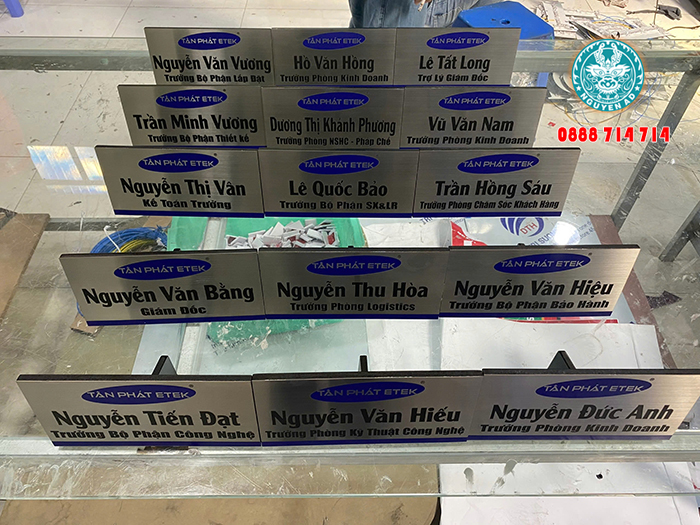 TÂN PHÁT ETEK
Nguyễn Văn Vương
Trưởng Bộ Phận Lắp Đặt
TÂN PHÁT ETEK
Hồ Văn Hồng
Trưởng Phòng Kinh Doanh
TÂN PHÁT ETEK
Lê Tất Long
Trợ Lý Giám Đốc
NGUYEN AD
0888 714 714
TÂN PHÁT ETEK
Trần Minh Vương
Trưởng Bộ Phận Thiết kế
TÂN PHÁT ETEK
Dương Thị Khanh Phương
Trưởng Phòng NSHC - Pháp Chế
TÂN PHÁT ETEK
Vũ Văn Nam
Trưởng Phòng Kinh Doanh
TÂN PHÁT ETEK
Nguyễn Thị Vân
Kế Toán Trưởng
TÂN PHÁT ETEK
Lê Quốc Bảo
Trưởng Bộ Phân SX&LR
TÂN PHÁT ETEK
Trần Hồng Sáu
Trưởng Phòng Chăm Sóc Khách Hàng
DTH
TÂN PHÁT ETEK
Nguyễn Văn Bằng
Giám Đốc
TÂN PHÁT ETEK
Nguyễn Thu Hòa
Trưởng Phòng Logistics
TÂN PHÁT ETEK
Nguyễn Văn Hiệu
Trưởng Bộ Phận Bảo Hành
TÂN PHÁT ETEK
Nguyễn Tiến Đạt
Trưởng Bộ Phận Công Nghệ
TÂN PHÁT ETEK
Nguyễn Văn Hiếu
Trưởng Phòng Kỹ Thuật Công Nghệ
TÂN PHÁT ETEK
Nguyễn Đức Anh
Trưởng Phòng Kinh Doanh